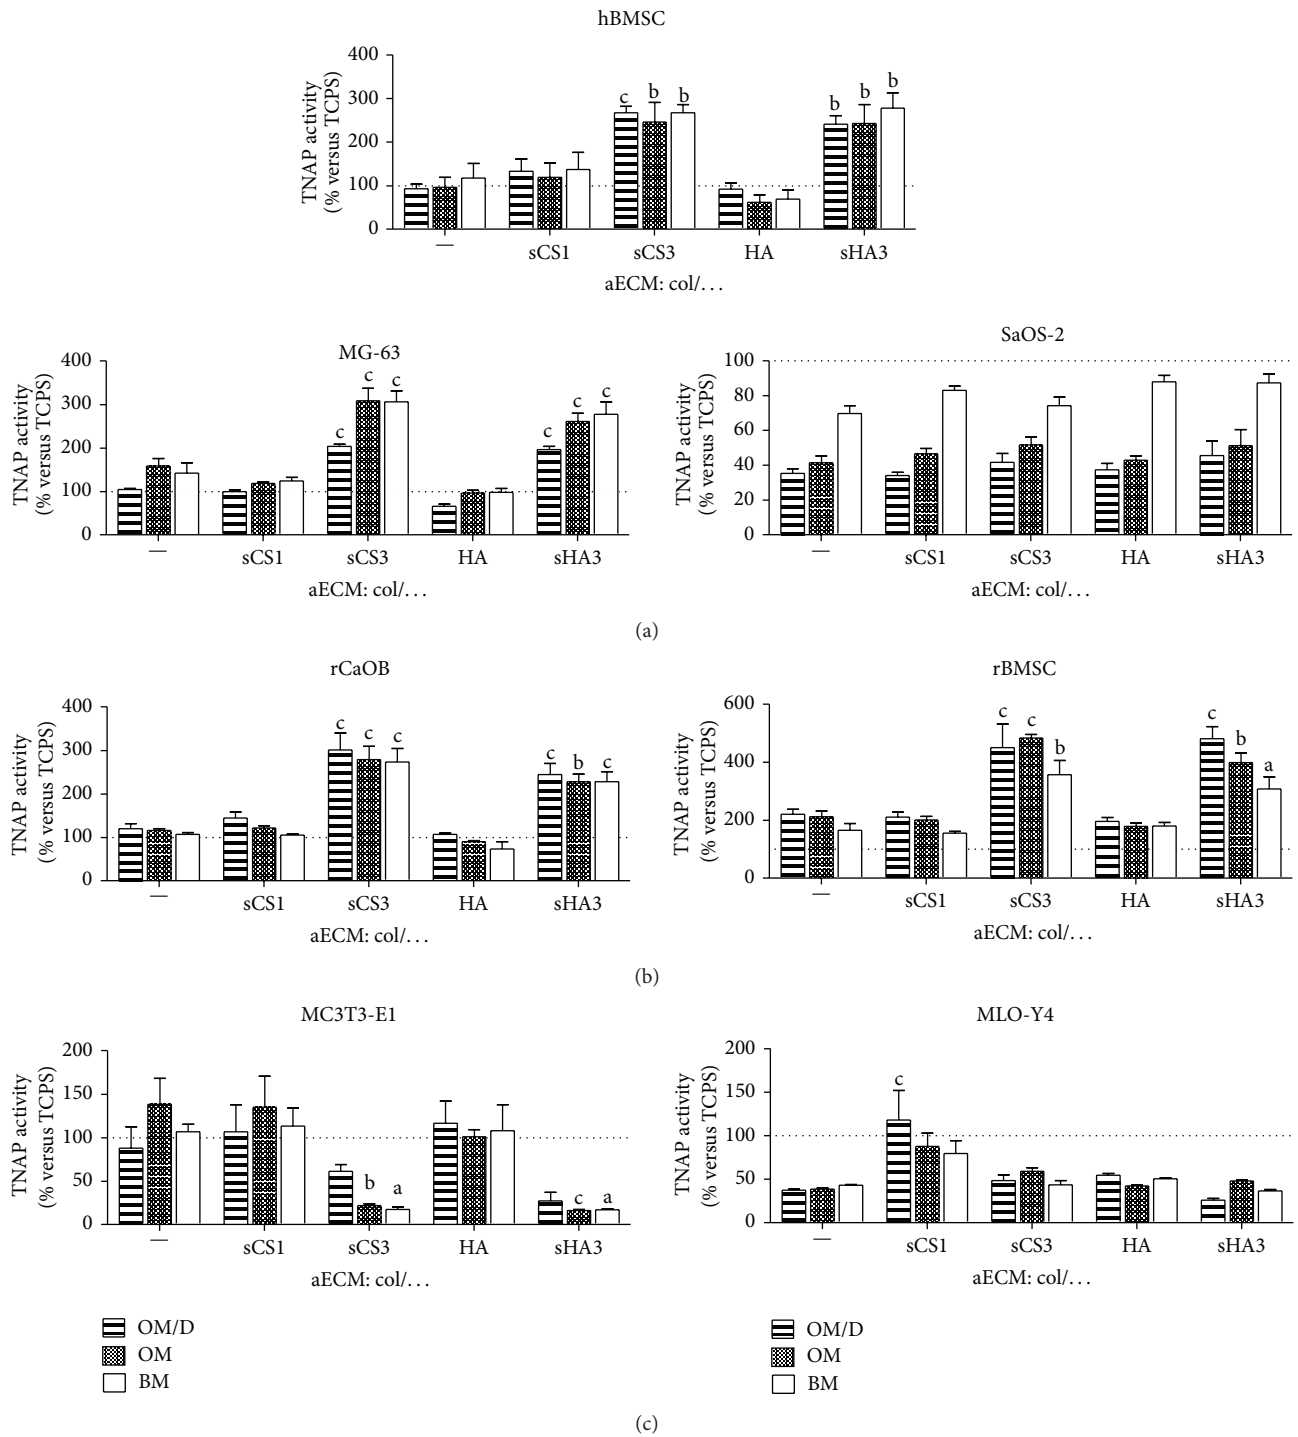 hBMSC
TNAP activity
(% versus TCPS)
400
300
200
100
0
c b b b b b
— sCS1 sCS3 HA sHA3
aECM: col/. . .
MG-63
TNAP activity
(% versus TCPS)
400
300
200
100
0
c c c c c c
— sCS1 sCS3 HA sHA3
aECM: col/. . .
SaOS-2
TNAP activity
(% versus TCPS)
100
80
60
40
20
0
— sCS1 sCS3 HA sHA3
aECM: col/. . .
(a)
rCaOB
TNAP activity
(% versus TCPS)
400
300
200
100
0
c c c c b c
— sCS1 sCS3 HA sHA3
aECM: col/. . .
rBMSC
TNAP activity
(% versus TCPS)
600
400
200
0
c c b c b a
— sCS1 sCS3 HA sHA3
aECM: col/. . .
(b)
MC3T3-E1
TNAP activity
(% versus TCPS)
200
150
100
50
0
b a c a
— sCS1 sCS3 HA sHA3
aECM: col/. . .
OM/D
OM
BM
MLO-Y4
TNAP activity
(% versus TCPS)
200
150
100
50
0
c
— sCS1 sCS3 HA sHA3
aECM: col/. . .
OM/D
OM
BM
(c)